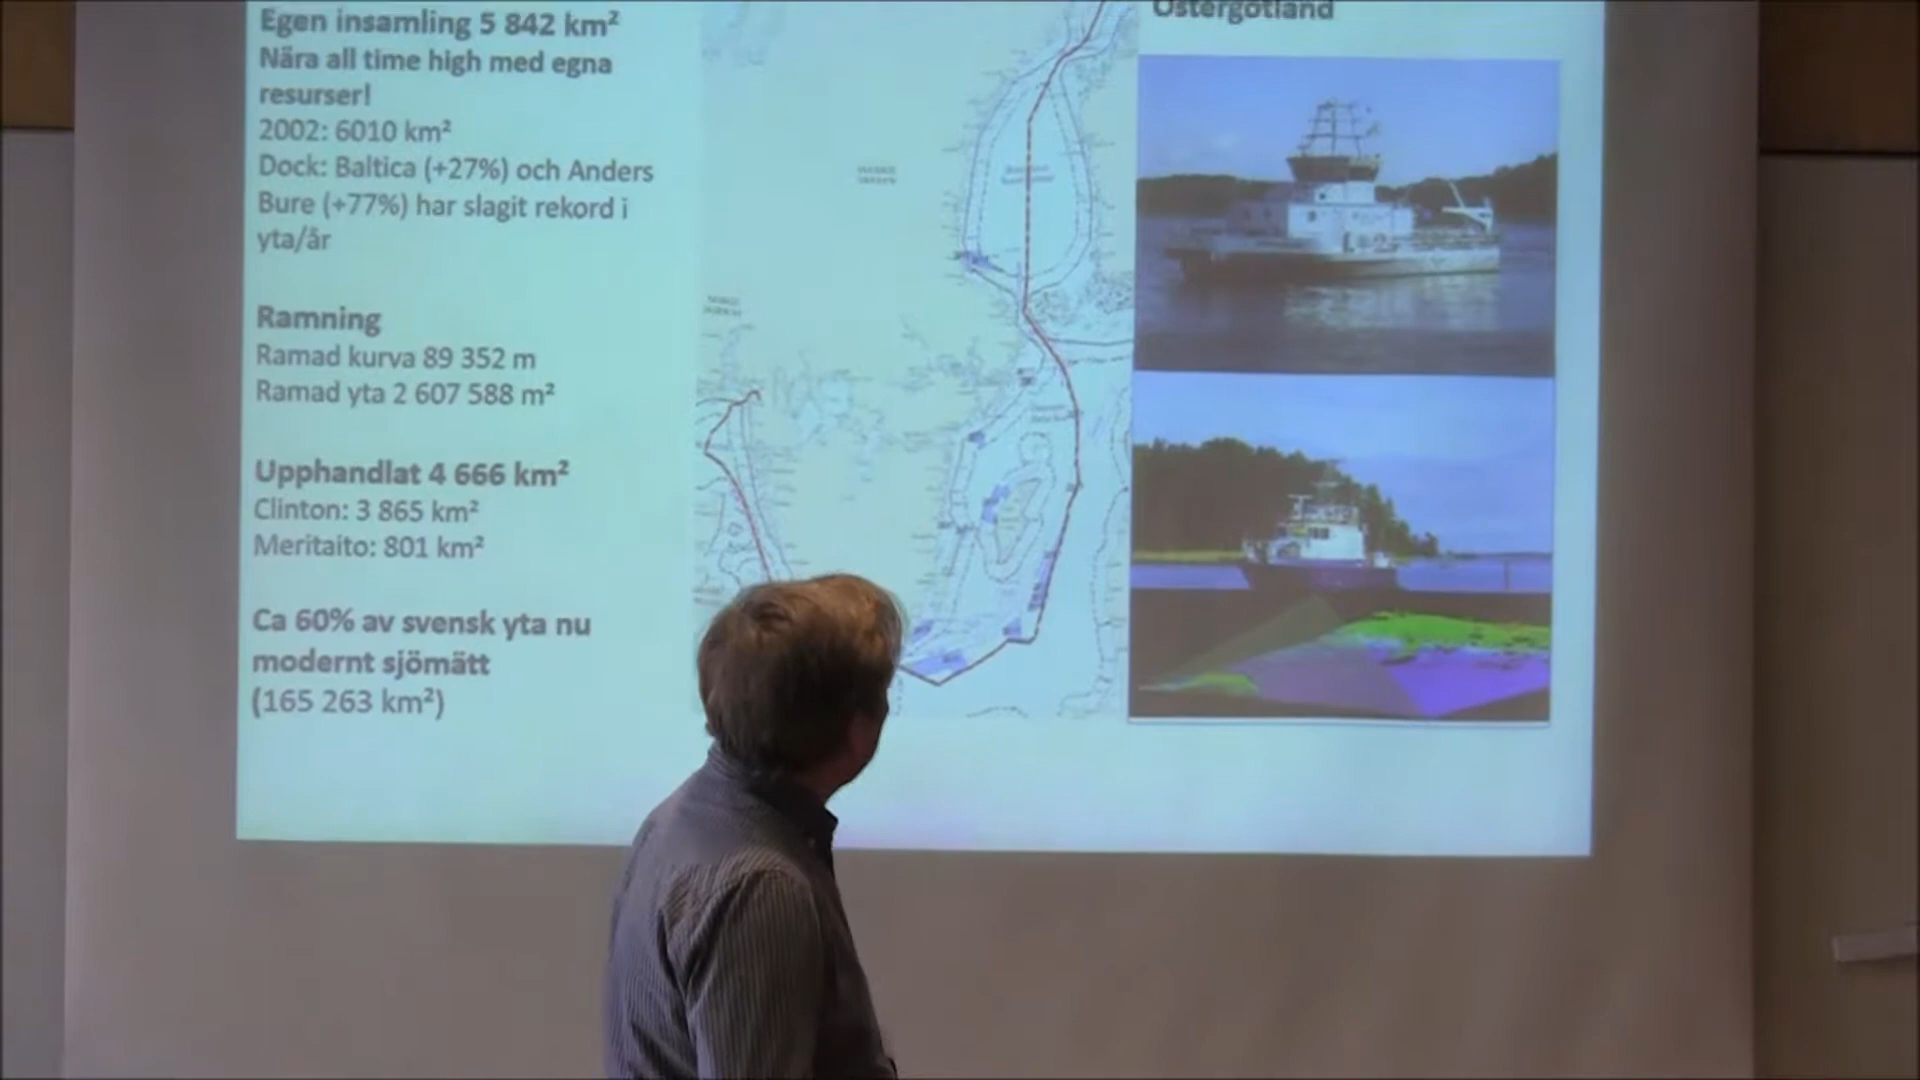 Egen insamling 5 842 km²
Nära all time high med egna
resurser!
2002: 6010 km²
Dock: Baltica (+27%) och Anders
Bure (+77%) har slagit rekord i
yta/år
Ramning
Ramad kurva 89 352 m
Ramad yta 2 607 588 m²
Upphandlat 4 666 km²
Clinton: 3 865 km²
Meritaito: 801 km²
Ca 60% av svensk yta nu
modernt sjömätt
(165 263 km²)
Östergötland